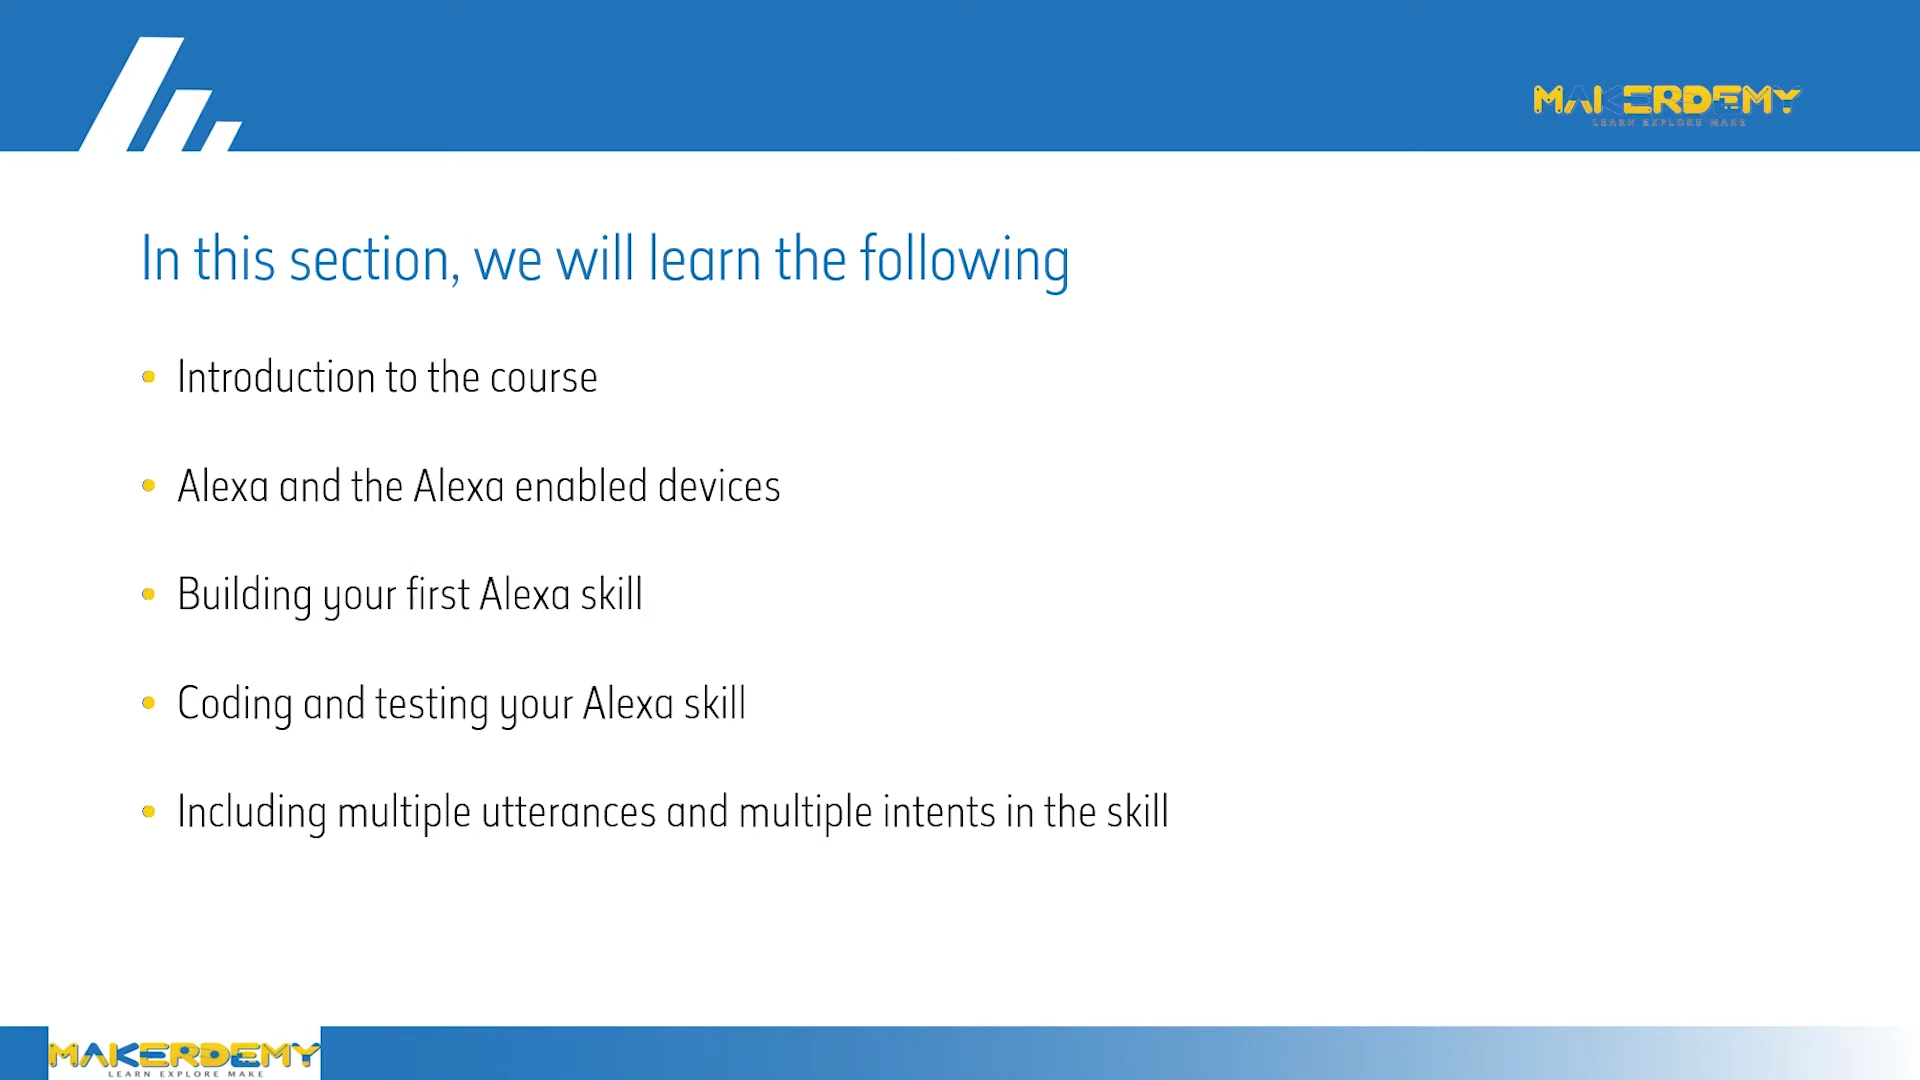 MAKERDEMY
LEARN EXPLORE MAKE
In this section, we will learn the following
• Introduction to the course
• Alexa and the Alexa enabled devices
• Building your first Alexa skill
• Coding and testing your Alexa skill
• Including multiple utterances and multiple intents in the skill
MAKERDEMY
LEARN EXPLORE MAKE